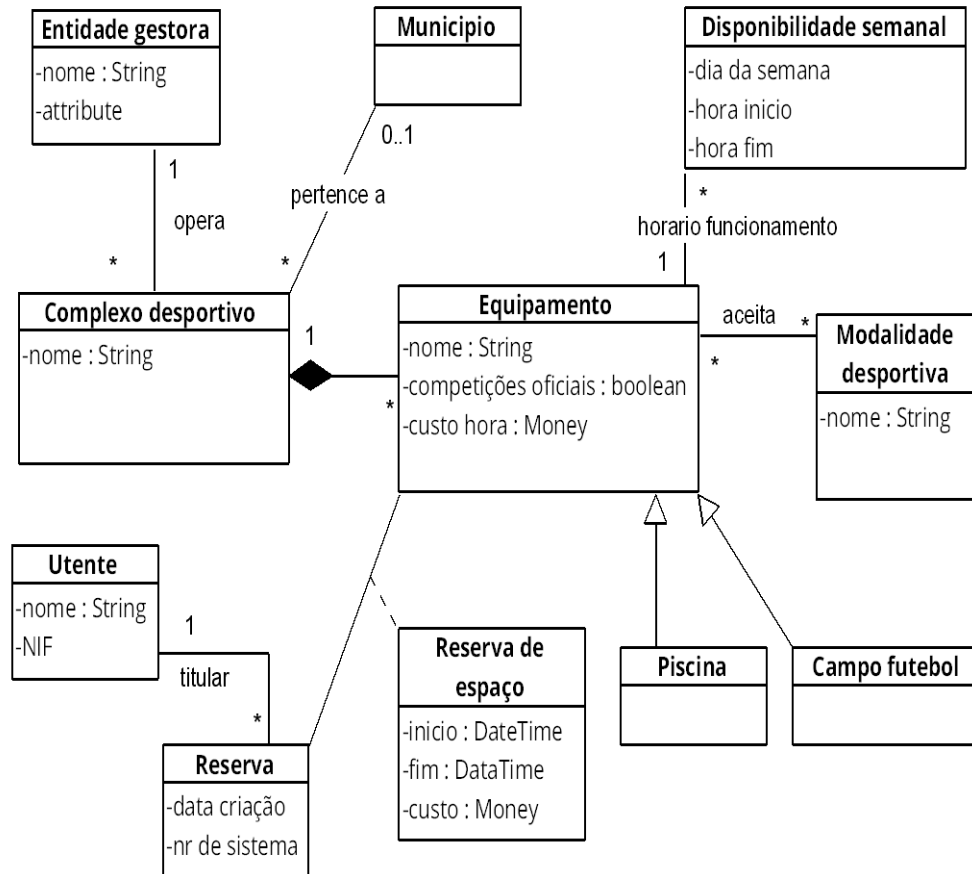 Entidade gestora
-nome : String
-attribute
Municipio
Disponibilidade semanal
-dia da semana
-hora inicio
-hora fim
1
opera
*
0..1
pertence a
*
*
horario funcionamento
1
Complexo desportivo
-nome : String
1
*
Equipamento
-nome : String
-competições oficiais : boolean
-custo hora : Money
aceita
*
*
Modalidade
desportiva
-nome : String
Utente
-nome : String
-NIF
1
titular
*
Reserva
-data criação
-nr de sistema
Reserva de
espaço
-inicio : DateTime
-fim : DataTime
-custo : Money
Piscina
Campo futebol